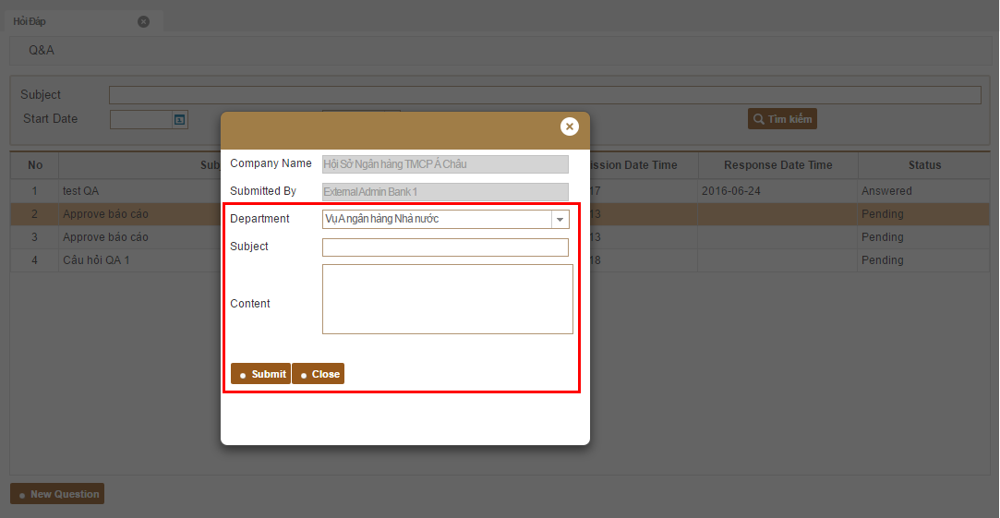 Hỏi Đáp
Q&A
Subject
Start Date
Tìm kiếm
Company Name Hội Sở Ngân hàng TMCP Á Châu
Submitted By External Admin Bank 1
Department Vụ A ngân hàng Nhà nước
Subject
Content
Submit Close
No Sub ission Date Time Response Date Time Status
1 test QA 17 2016-06-24 Answered
2 Approve báo cáo 13 Pending
3 Approve báo cáo 13 Pending
4 Câu hỏi QA 1 18 Pending
New Question